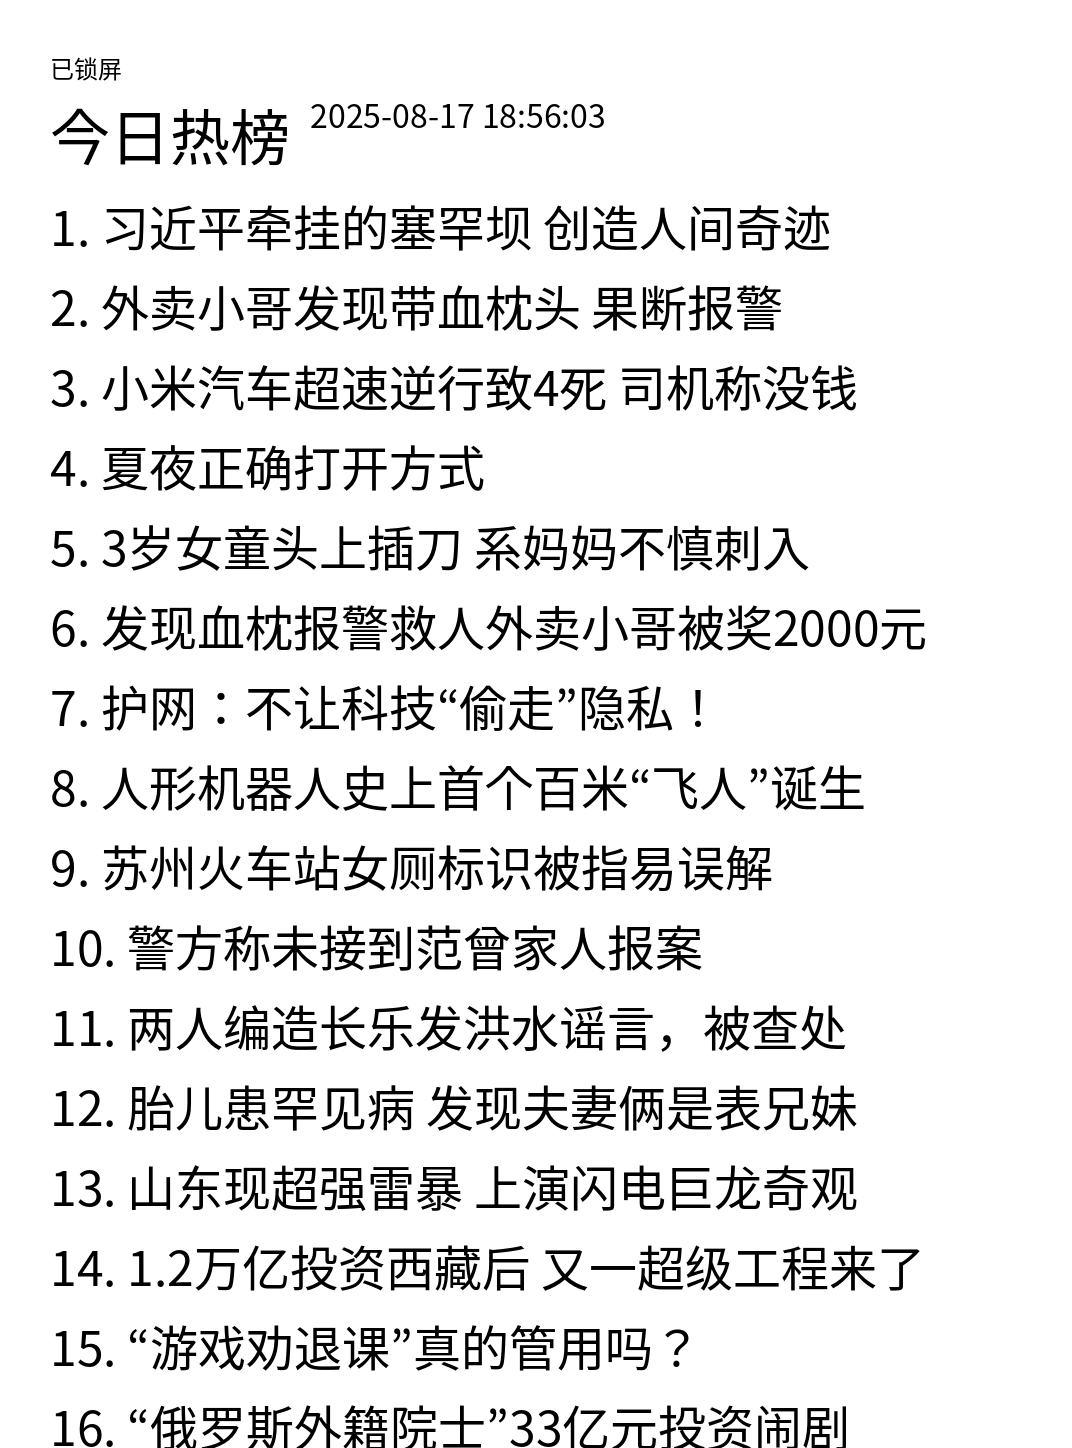 已锁屏
今日热榜 2025-08-17 18:56:03
1. 习近平牵挂的塞罕坝 创造人间奇迹
2. 外卖小哥发现带血枕头 果断报警
3. 小米汽车超速逆行致4死 司机称没钱
4. 夏夜正确打开方式
5. 3岁女童头上插刀 系妈妈不慎刺入
6. 发现血枕报警救人外卖小哥被奖2000元
7. 护网：不让科技“偷走”隐私！
8. 人形机器人史上首个百米“飞人”诞生
9. 苏州火车站女厕标识被指易误解
10. 警方称未接到范曾家人报案
11. 两人编造长乐发洪水谣言，被查处
12. 胎儿患罕见病 发现夫妻俩是表兄妹
13. 山东现超强雷暴 上演闪电巨龙奇观
14. 1.2万亿投资西藏后 又一超级工程来了
15. “游戏劝退课”真的管用吗？
16. “俄罗斯外籍院士”33亿元投资闹剧